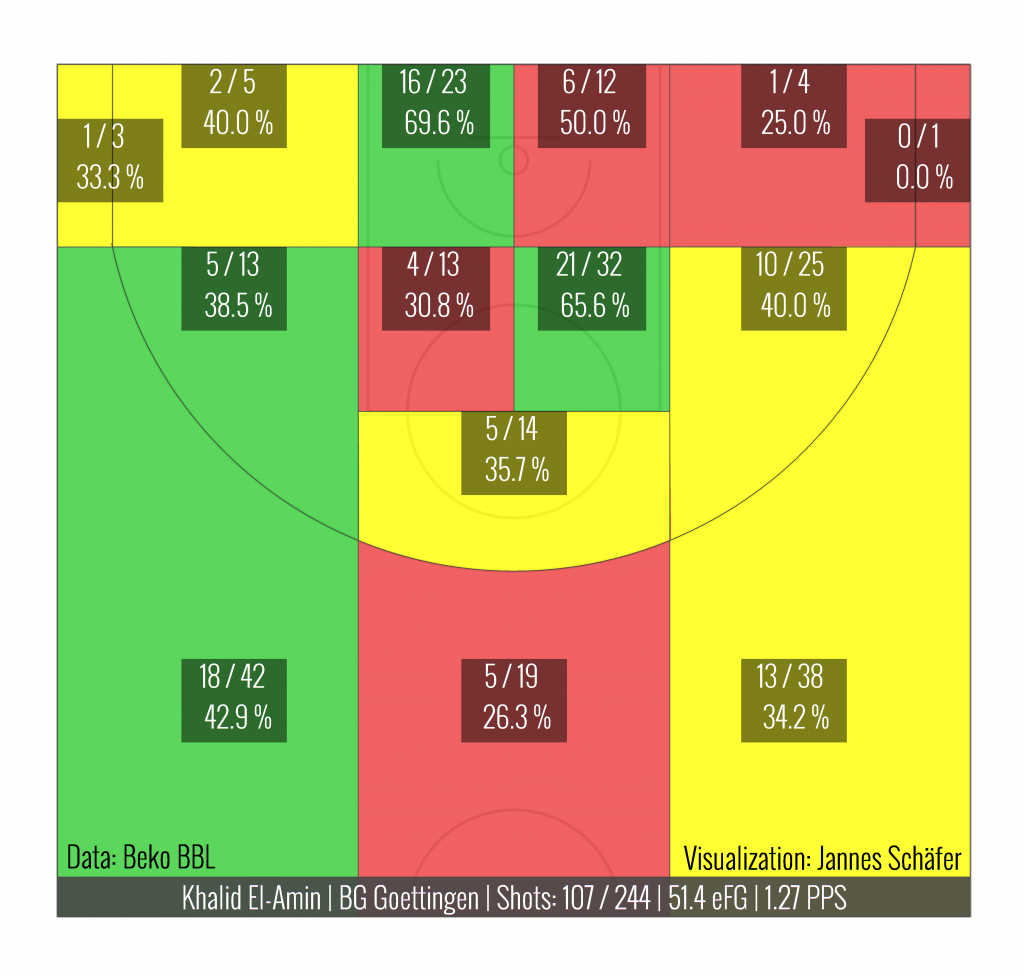 2 / 5
40.0 %
16 / 23
69.6 %
6 / 12
50.0 %
1 / 4
25.0 %
1 / 3
33.3 %
0 / 1
0.0 %
5 / 13
38.5 %
4 / 13
30.8 %
21 / 32
65.6 %
10 / 25
40.0 %
5 / 14
35.7 %
18 / 42
42.9 %
5 / 19
26.3 %
13 / 38
34.2 %
Data: Beko BBL
Visualization: Jannes Schäfer
Khalid El-Amin | BG Goettingen | Shots: 107 / 244 | 51.4 eFG | 1.27 PPS